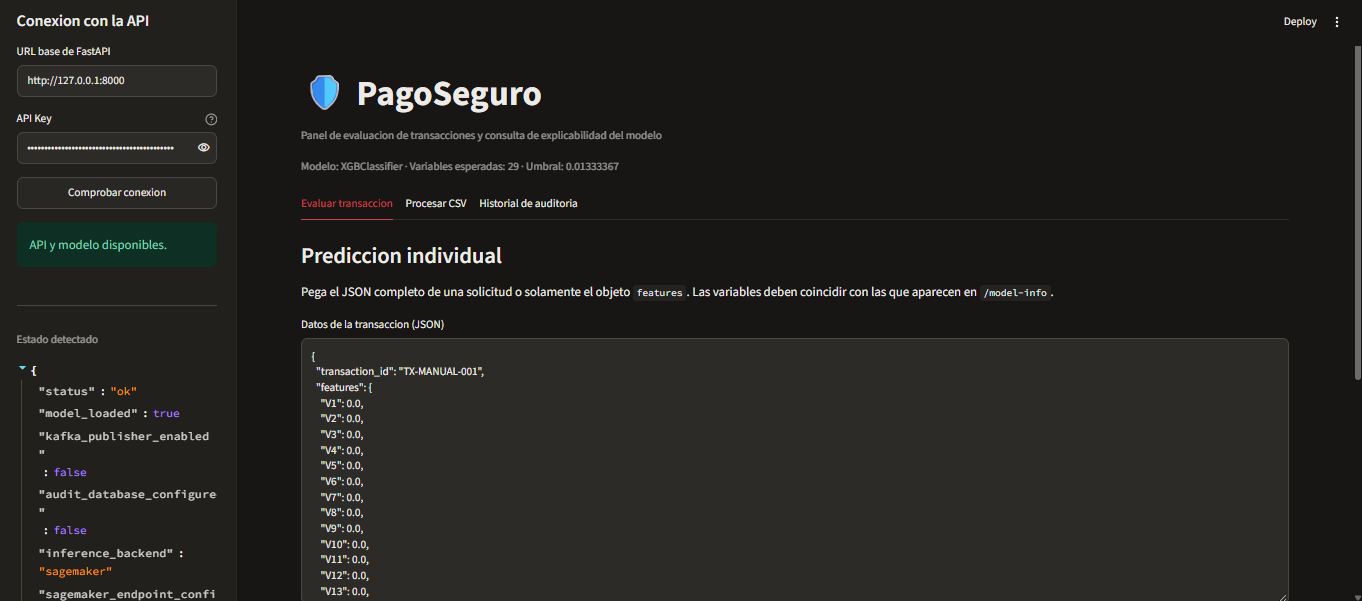 Conexion con la API
URL base de FastAPI
http://127.0.0.1:8000
API Key
••••••••••••••••••••••••••••••••••••••••••••
Comprobar conexion
API y modelo disponibles.
Estado detectado
{
"status" : "ok"
"model_loaded" : true
"kafka_publisher_enabled
"
: false
"audit_database_configure
"
: false
"inference_backend" :
"sagemaker"
"sagemaker_endpoint_confi
Deploy
PagoSeguro
Panel de evaluacion de transacciones y consulta de explicabilidad del modelo
Modelo: XGBClassifier · Variables esperadas: 29 · Umbral: 0.01333367
Evaluar transaccion Procesar CSV Historial de auditoria
Prediccion individual
Pega el JSON completo de una solicitud o solamente el objeto features . Las variables deben coincidir con las que aparecen en /model-info .
Datos de la transaccion (JSON)
{
"transaction_id": "TX-MANUAL-001",
"features": {
"V1": 0.0,
"V2": 0.0,
"V3": 0.0,
"V4": 0.0,
"V5": 0.0,
"V6": 0.0,
"V7": 0.0,
"V8": 0.0,
"V9": 0.0,
"V10": 0.0,
"V11": 0.0,
"V12": 0.0,
"V13": 0.0,